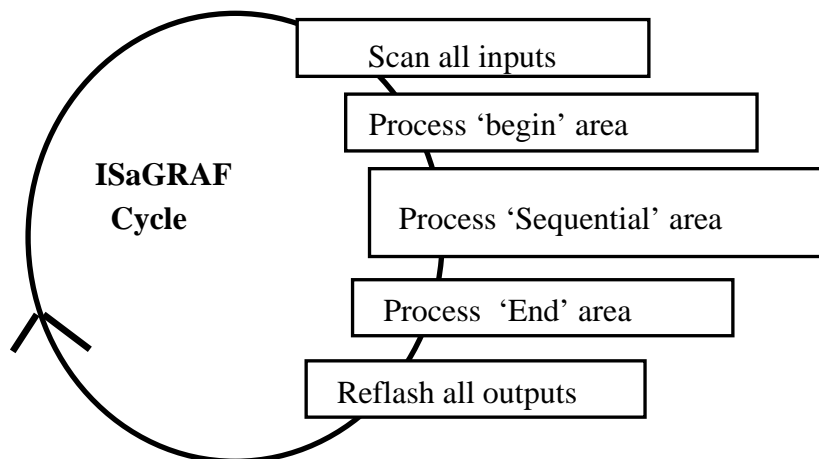 Scan all inputs
Process ‘begin’ area
ISaGRAF
Cycle
Process ‘Sequential’ area
Process ‘End’ area
Reflash all outputs